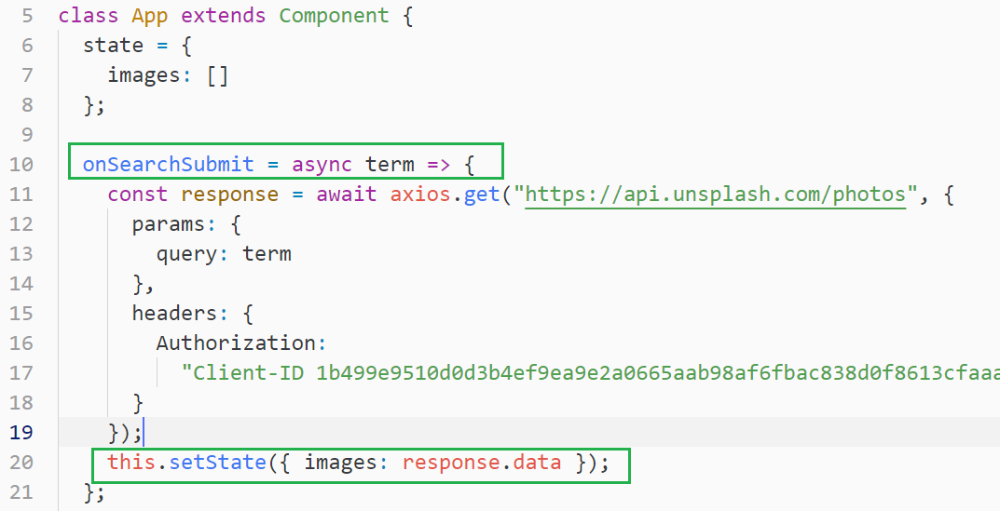 5 class App extends Component {
6 state = {
7 images: []
8 };
9
10 onSearchSubmit = async term => {
11 const response = await axios.get("https://api.unsplash.com/photos", {
12 params: {
13 query: term
14 },
15 headers: {
16 Authorization:
17 "Client-ID 1b499e9510d0d3b4ef9ea9e2a0665aab98af6fbac838d0f8613cfaaa
18 }
19 });
20 this.setState({ images: response.data });
21 };